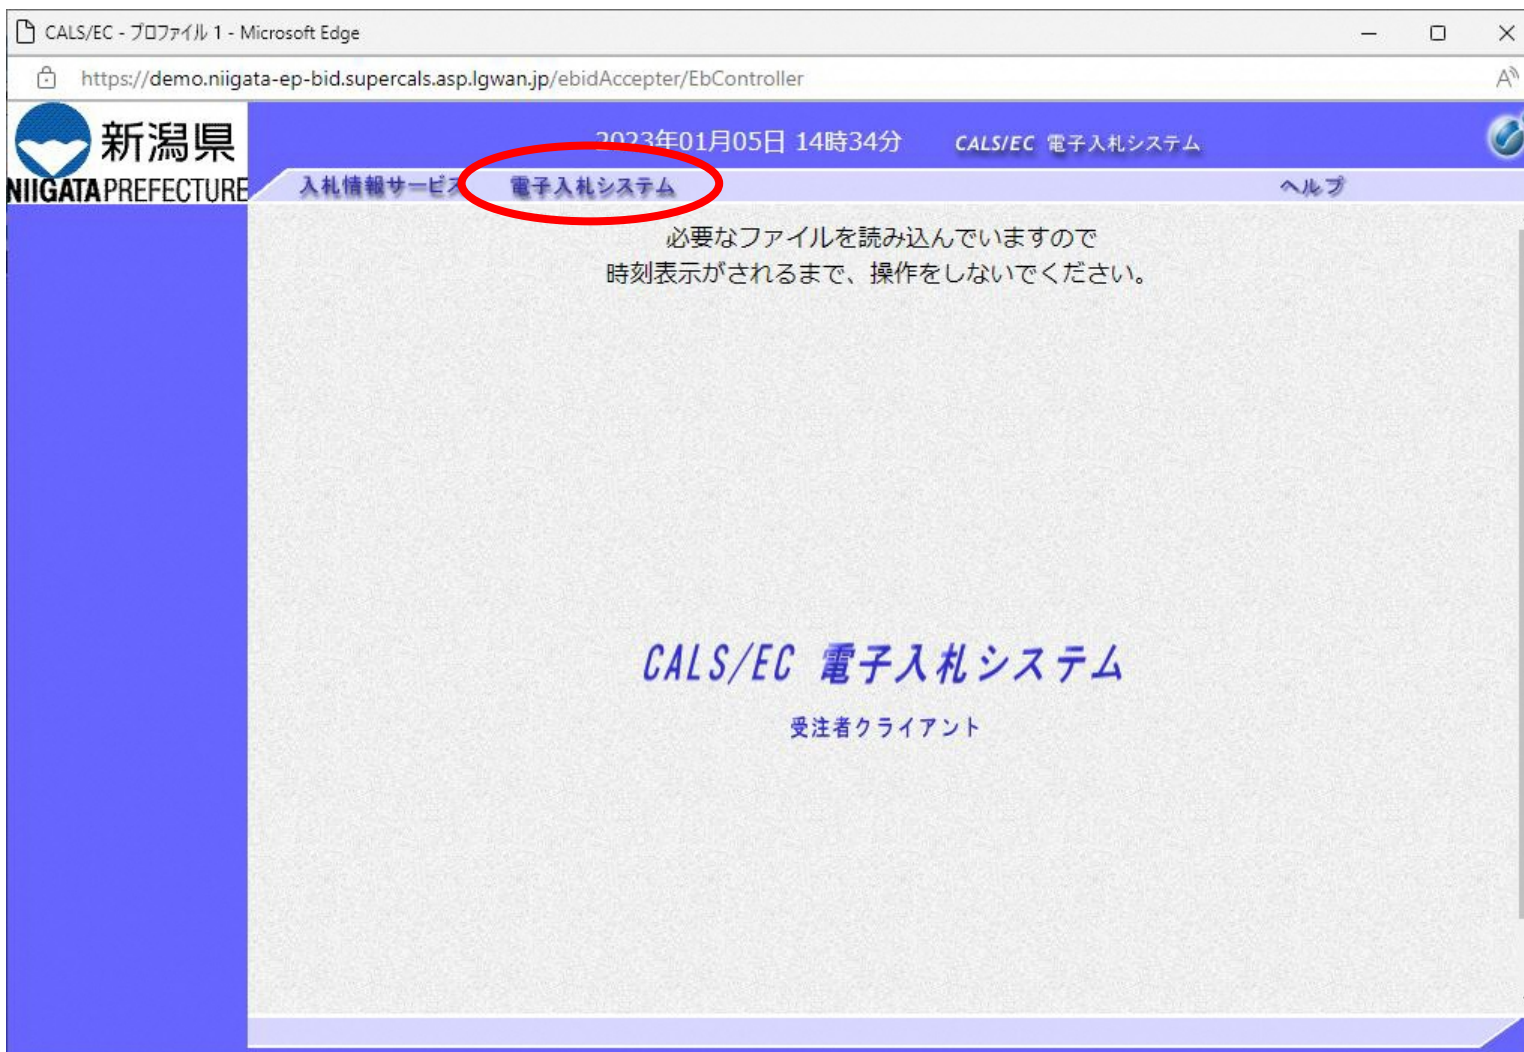 CALS/EC - プロファイル 1 - Microsoft Edge
https://demo.niigata-ep-bid.supercals.asp.lgwan.jp/ebidAccepter/EbController
新潟県
NIIGATA PREFECTURE
2023年01月05日 14時34分 CALS/EC 電子入札システム
入札情報サービス 電子入札システム ヘルプ
必要なファイルを読み込んでいますので
時刻表示がされるまで、操作をしないでください。
CALS/EC 電子入札システム
受注者クライアント